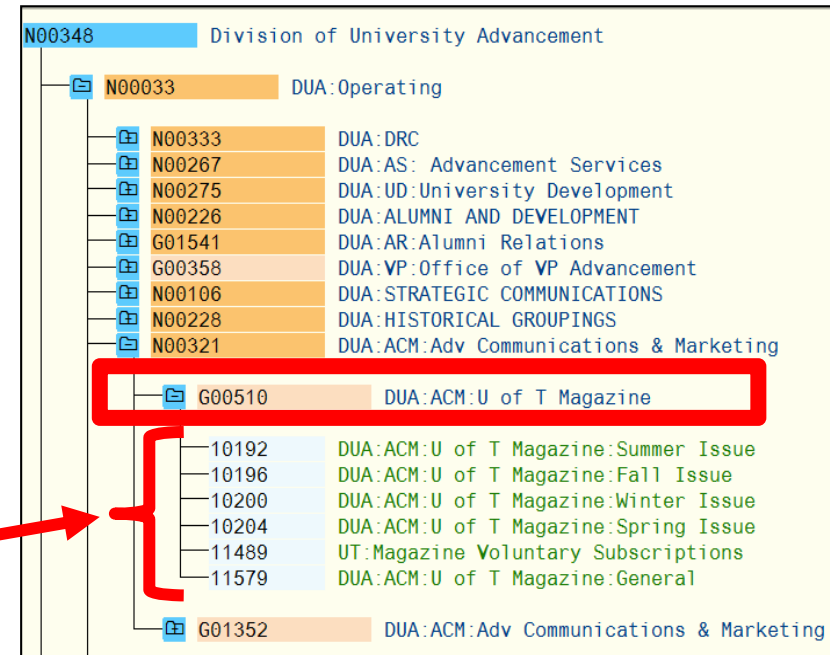 N00348 Division of University Advancement
N00033 DUA:Operating
N00333 DUA:DRC
N00267 DUA:AS: Advancement Services
N00275 DUA:UD:University Development
N00226 DUA:ALUMNI AND DEVELOPMENT
G01541 DUA:AR:Alumni Relations
G00358 DUA:VP:Office of VP Advancement
N00106 DUA:STRATEGIC COMMUNICATIONS
N00228 DUA:HISTORICAL GROUPINGS
N00321 DUA:ACM:Adv Communications & Marketing
G00510 DUA:ACM:U of T Magazine
10192 DUA:ACM:U of T Magazine:Summer Issue
10196 DUA:ACM:U of T Magazine:Fall Issue
10200 DUA:ACM:U of T Magazine:Winter Issue
10204 DUA:ACM:U of T Magazine:Spring Issue
11489 UT:Magazine Voluntary Subscriptions
11579 DUA:ACM:U of T Magazine:General
G01352 DUA:ACM:Adv Communications & Marketing